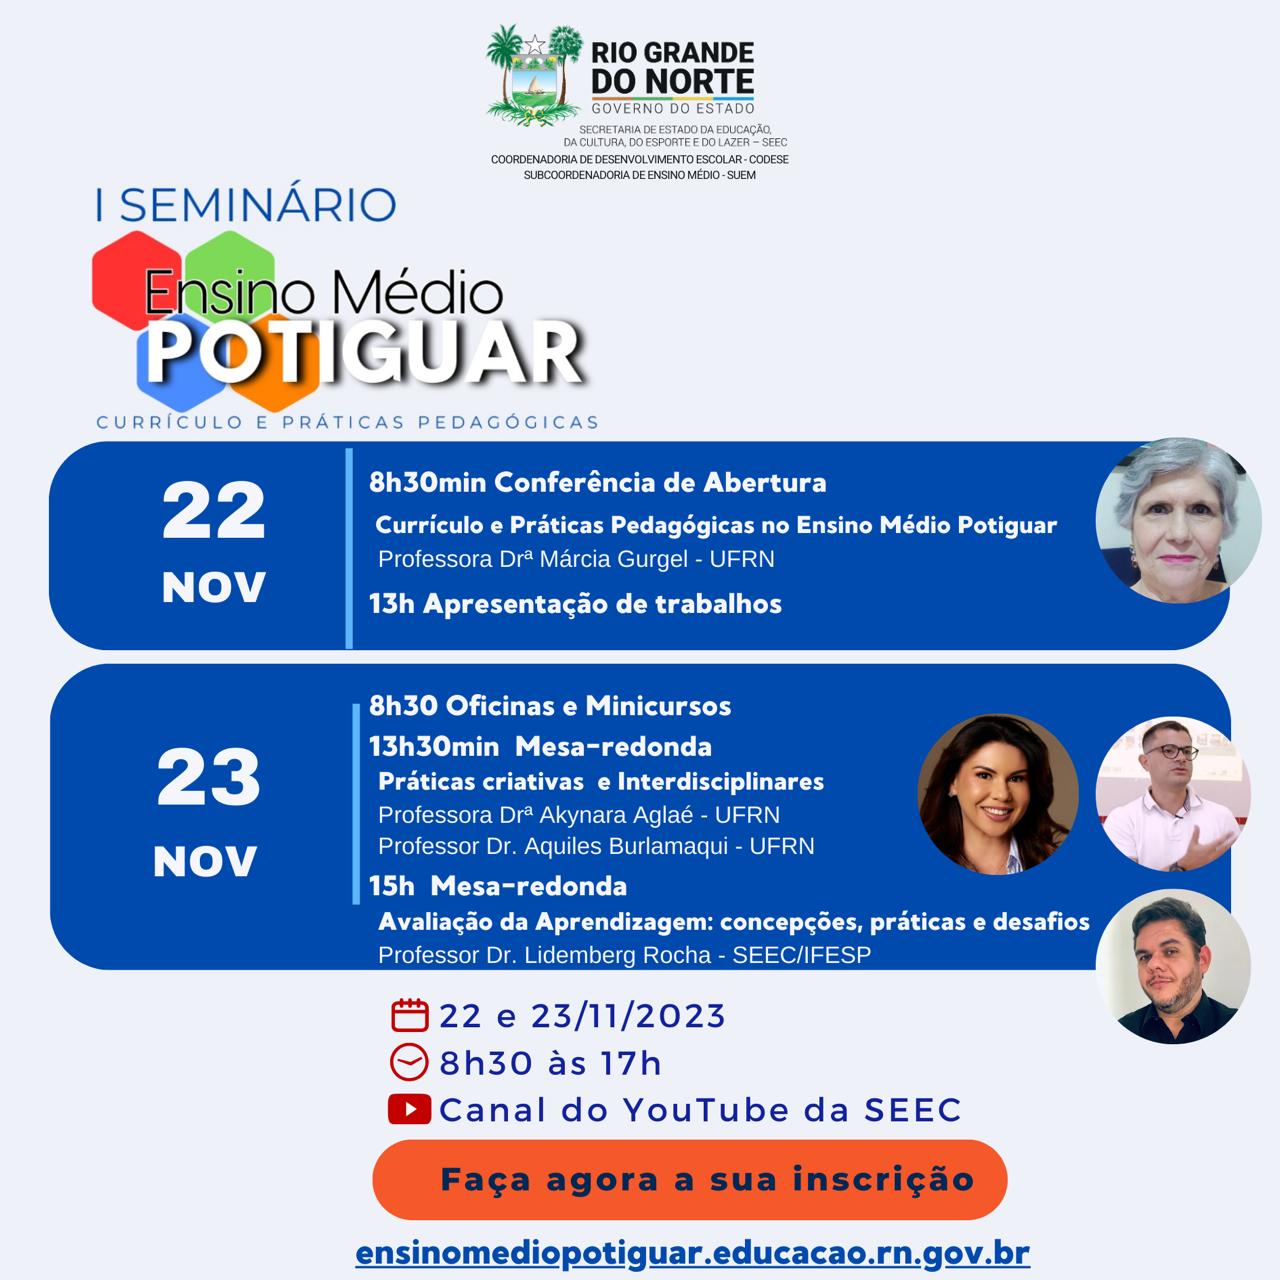 RIO GRANDE
DO NORTE
GOVERNO DO ESTADO
SECRETARIA DE ESTADO DA EDUCAÇÃO,
DA CULTURA, DO ESPORTE E DO LAZER – SEEC
COORDENADORIA DE DESENVOLVIMENTO ESCOLAR - CODESE
SUBCOORDENADORIA DE ENSINO MÉDIO - SUEM
I SEMINÁRIO
Ensino Médio
POTIGUAR
CURRÍCULO E PRÁTICAS PEDAGÓGICAS
22
NOV
8h30min Conferência de Abertura
Currículo e Práticas Pedagógicas no Ensino Médio Potiguar
Professora Drª Márcia Gurgel - UFRN
13h Apresentação de trabalhos
23
NOV
8h30 Oficinas e Minicursos
13h30min Mesa-redonda
Práticas criativas e Interdisciplinares
Professora Drª Akynara Aglaé - UFRN
Professor Dr. Aquiles Burlamaqui - UFRN
15h Mesa-redonda
Avaliação da Aprendizagem: concepções, práticas e desafios
Professor Dr. Lidemberg Rocha - SEEC/IFESP
22 e 23/11/2023
8h30 às 17h
Canal do YouTube da SEEC
Faça agora a sua inscrição
ensinomediopotiguar.educacao.rn.gov.br